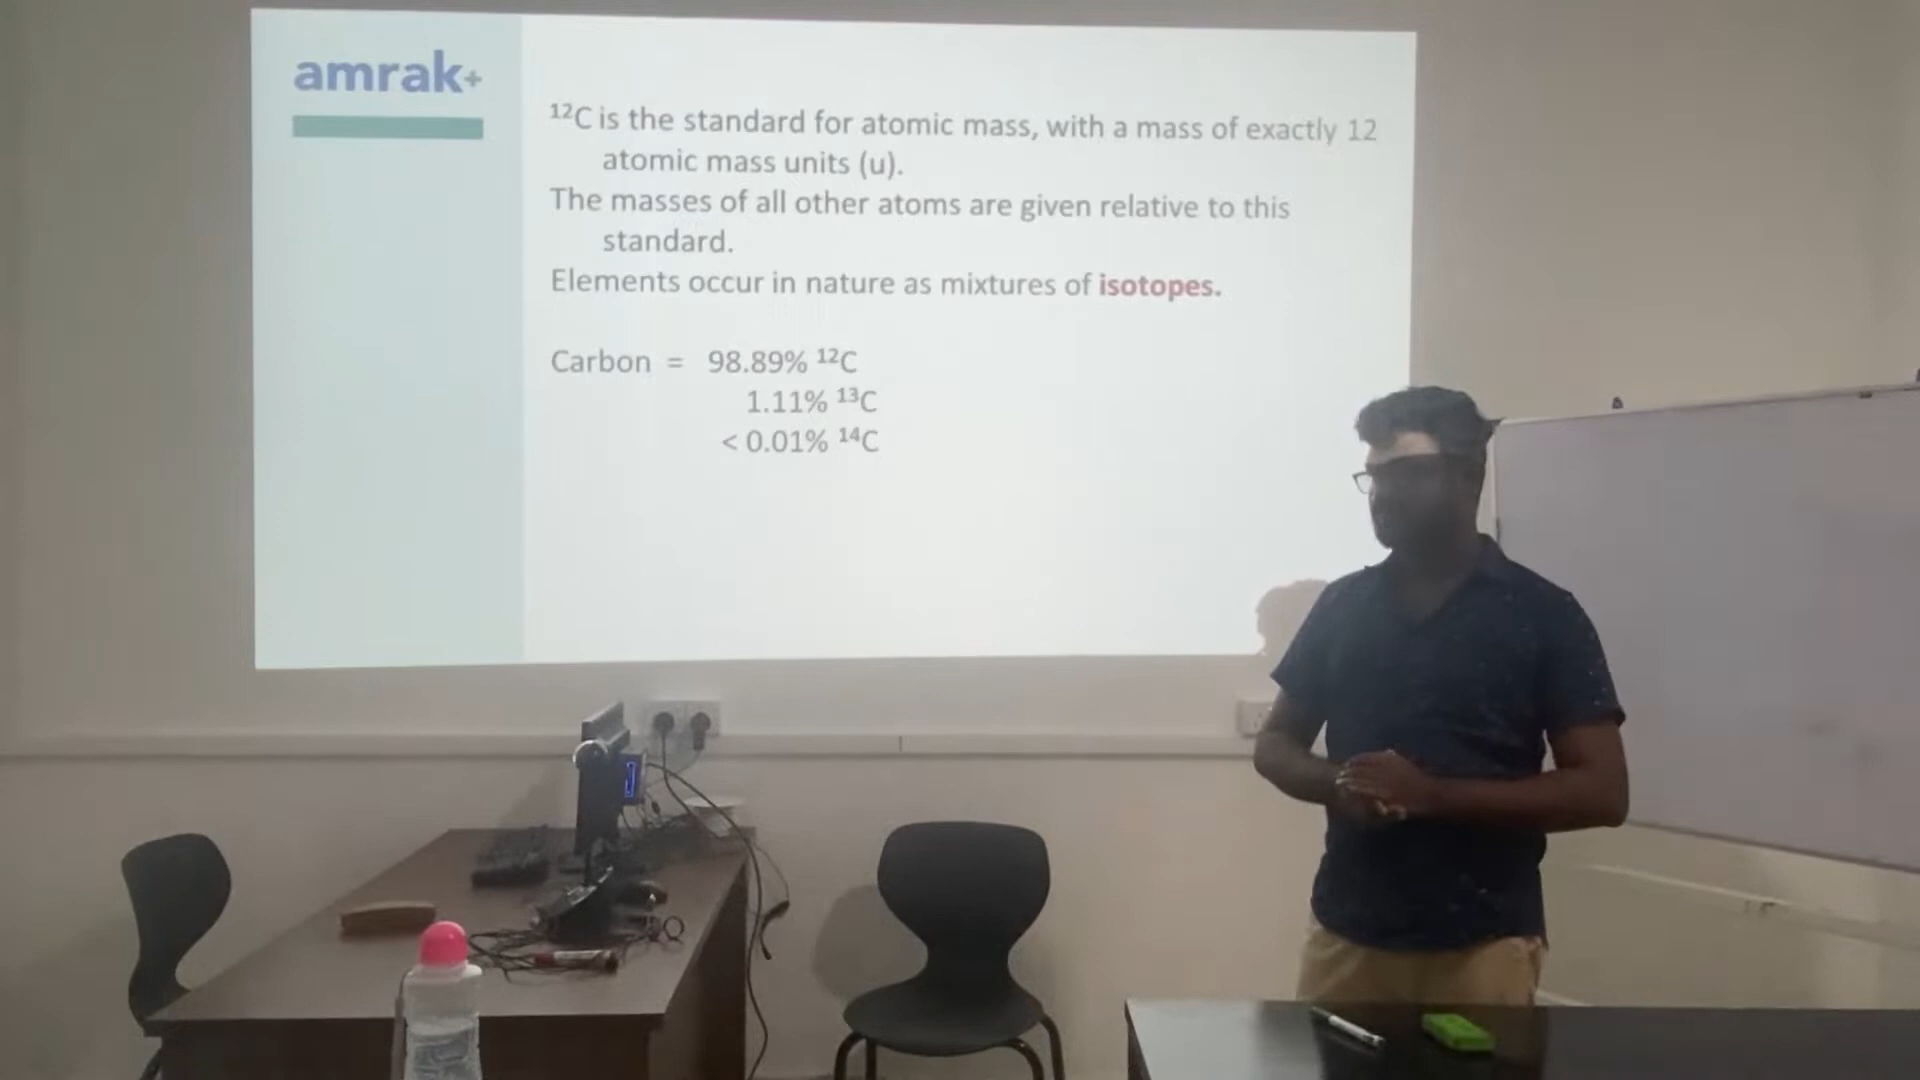 amrak+
¹²C is the standard for atomic mass, with a mass of exactly 12
atomic mass units (u).
The masses of all other atoms are given relative to this
standard.
Elements occur in nature as mixtures of isotopes.
Carbon = 98.89% ¹²C
1.11% ¹³C
< 0.01% ¹⁴C